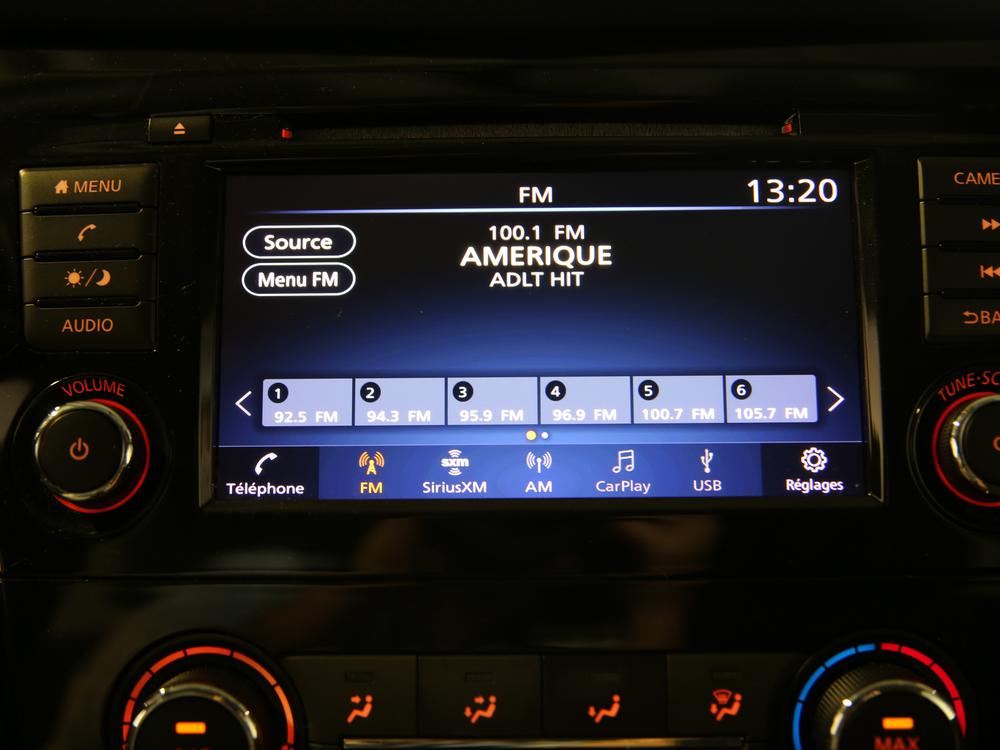 MENU
AUDIO
VOLUME
FM
13:20
Source
Menu FM
100.1 FM
AMERIQUE
ADLT HIT
1
92.5 FM
2
94.3 FM
3
95.9 FM
4
96.9 FM
5
100.7 FM
6
105.7 FM
Téléphone
FM
sxm
SiriusXM
AM
CarPlay
USB
Réglages
CAME
BA
TUNE·SC
MAX